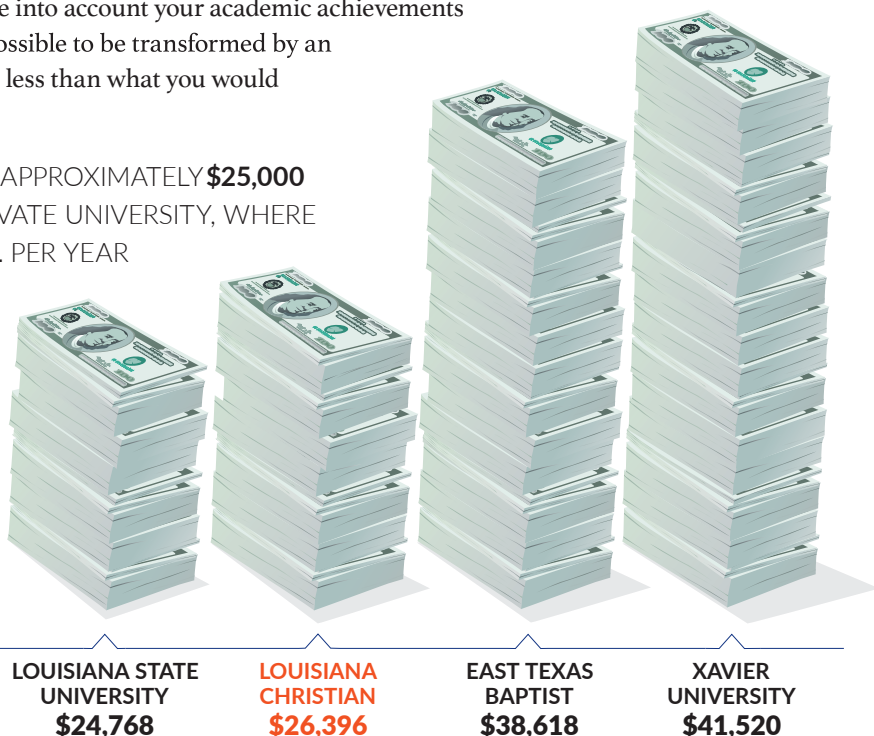 e into account your academic achievements
ossible to be transformed by an
less than what you would
APPROXIMATELY $25,000
VATE UNIVERSITY, WHERE
. PER YEAR
LOUISIANA STATE
UNIVERSITY
$24,768
LOUISIANA
CHRISTIAN
$26,396
EAST TEXAS
BAPTIST
$38,618
XAVIER
UNIVERSITY
$41,520